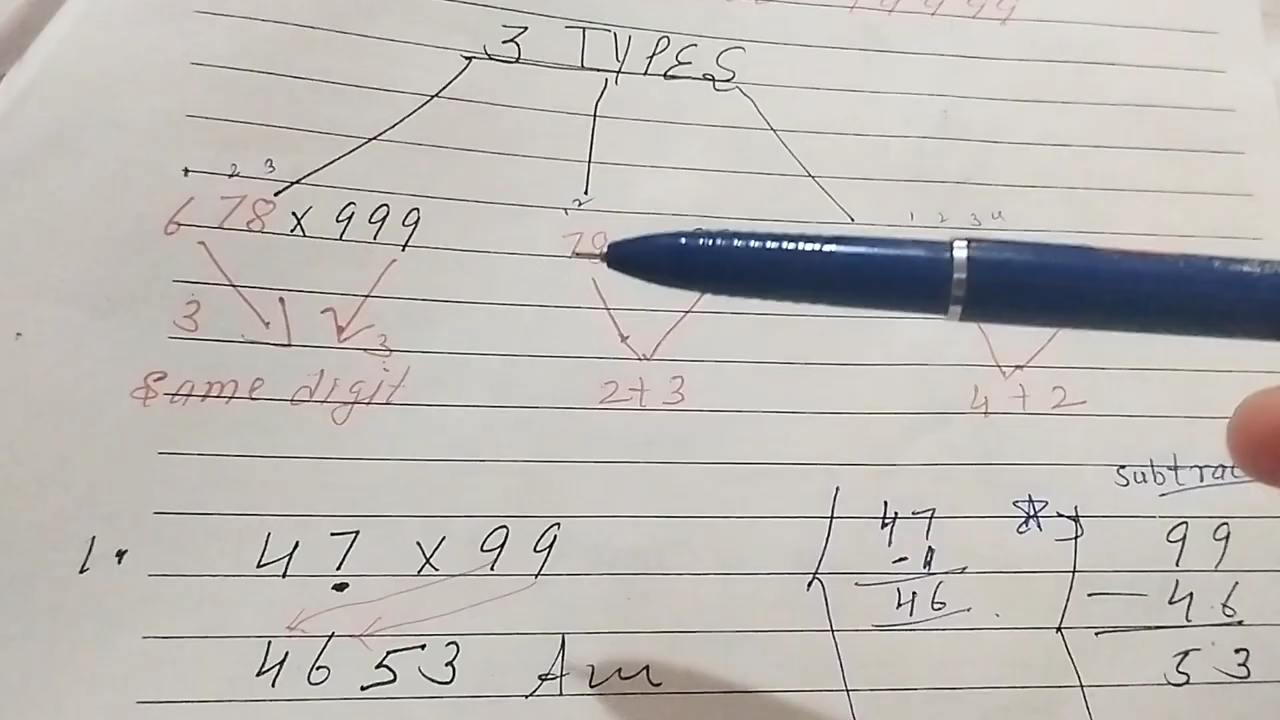 3 TYPES
2 3
678 x 999
1 2
79
1 2 3 4
3 3
Same digit
2+3
4+2
subtrac
1. 47 x 99
4653 Ans
47
-1
46
99
- 46
53